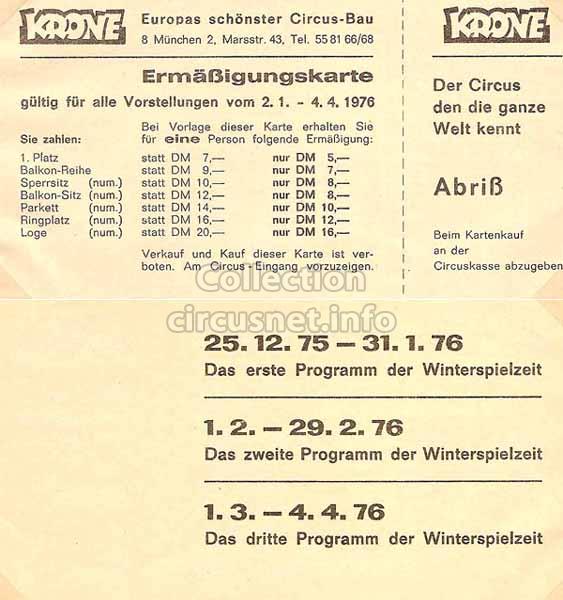 KRONE
Europas schönster Circus-Bau
8 München 2, Marsstr. 43, Tel. 55 81 66/68
Ermäßigungskarte
gültig für alle Vorstellungen vom 2. 1. - 4. 4. 1976
Bei Vorlage dieser Karte erhalten Sie
Sie zahlen: für eine Person folgende Ermäßigung:
1. Platz statt DM 7,— nur DM 5,—
Balkon-Reihe statt DM 9,— nur DM 7,—
Sperrsitz (num.) statt DM 10,— nur DM 8,—
Balkon-Sitz (num.) statt DM 12,— nur DM 8,—
Parkett (num.) statt DM 14,— nur DM 10,—
Ringplatz (num.) statt DM 16,— nur DM 12,—
Loge (num.) statt DM 20,— nur DM 16,—
Verkauf und Kauf dieser Karte ist ver-
boten. Am Circus-Eingang vorzuzeigen.
KRONE
Der Circus
den die ganze
Welt kennt
Abriß
Beim Kartenkauf
an der
Circuskasse abzugeben
Collection
circusnet.info
25. 12. 75 – 31. 1. 76
Das erste Programm der Winterspielzeit
1. 2. – 29. 2. 76
Das zweite Programm der Winterspielzeit
1. 3. – 4. 4. 76
Das dritte Programm der Winterspielzeit